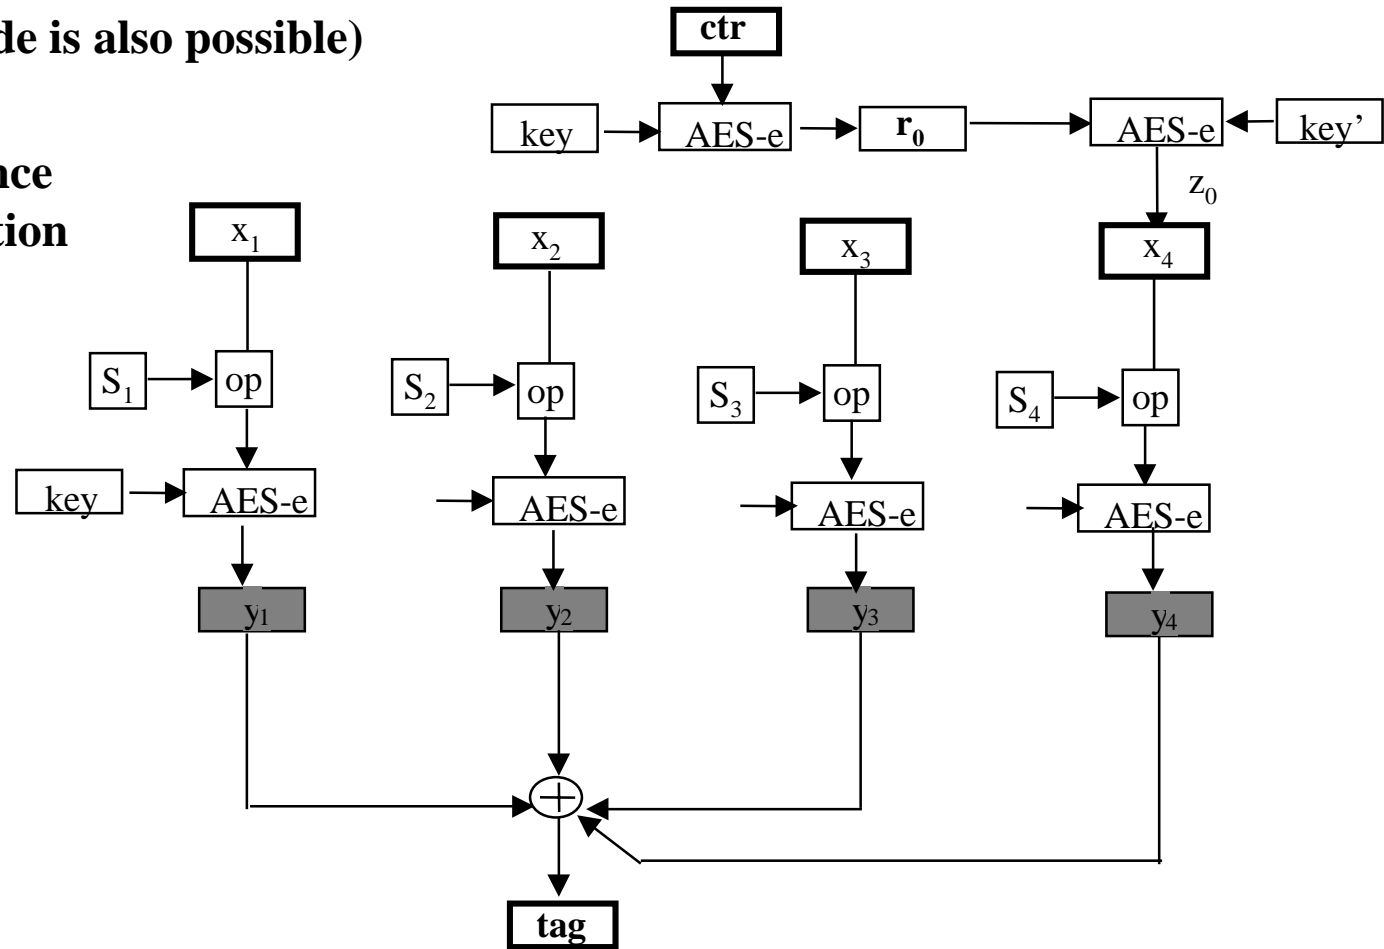 de is also possible)
ctr
key AES-e r0 AES-e key’
nce
z0
tion
x1 x2 x3 x4
S1 op S2 op S3 op S4 op
key AES-e AES-e AES-e AES-e
y1 y2 y3 y4
+
tag